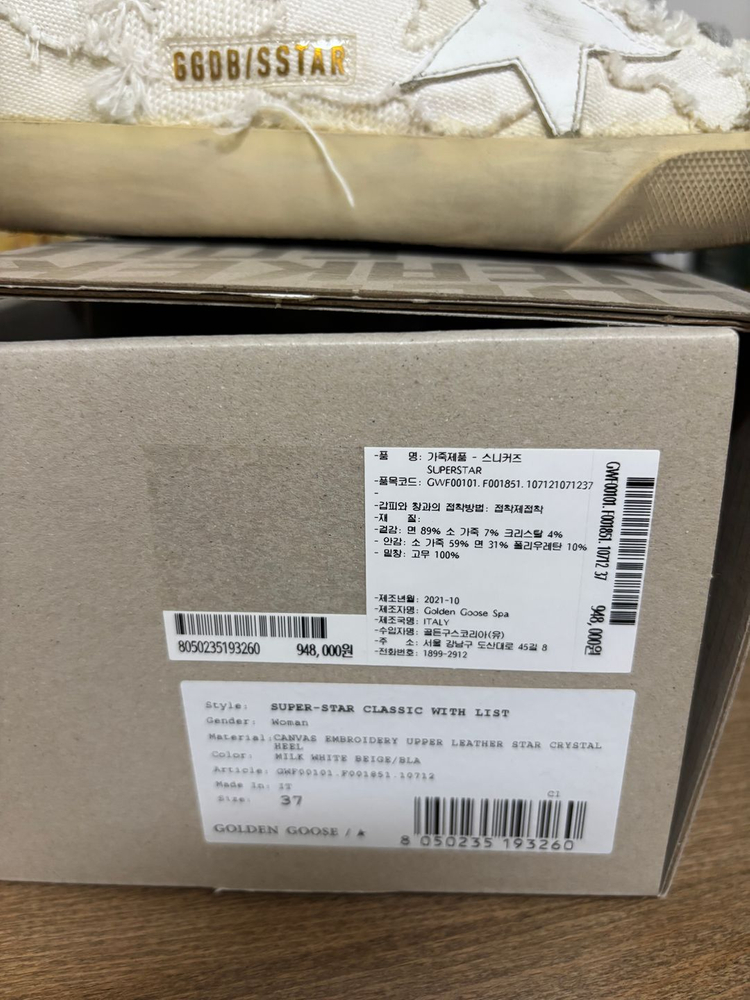 GGDB/SSTAR
-품 명: 가죽제품 - 스니커즈
SUPERSTAR
-품목코드: GWF00101.F001851.107121071237
-
-갑피와 창과의 접착방법: 접착제접착
-재 질:
-겉감: 면 89% 소 가죽 7% 크리스탈 4%
- 안감: 소 가죽 59% 면 31% 폴리우레탄 10%
- 밑창: 고무 100%
-제조년월: 2021-10
-제조자명: Golden Goose Spa
-제조국명: ITALY
-수입자명: 골든구스코리아(유)
-주 소: 서울 강남구 도산대로 45길 8
-전화번호: 1899-2912
GWF00101.F001851.10712 37
948,000원
8050235193260 948,000원
Style: SUPER-STAR CLASSIC WITH LIST
Gender: Woman
Material: CANVAS EMBROIDERY UPPER LEATHER STAR CRYSTAL
HEEL
Color: MILK WHITE BEIGE/BLA
Article: GWF00101.F001851.10712
Made In: IT
C1
Size: 37
GOLDEN GOOSE /
8 050235 193260